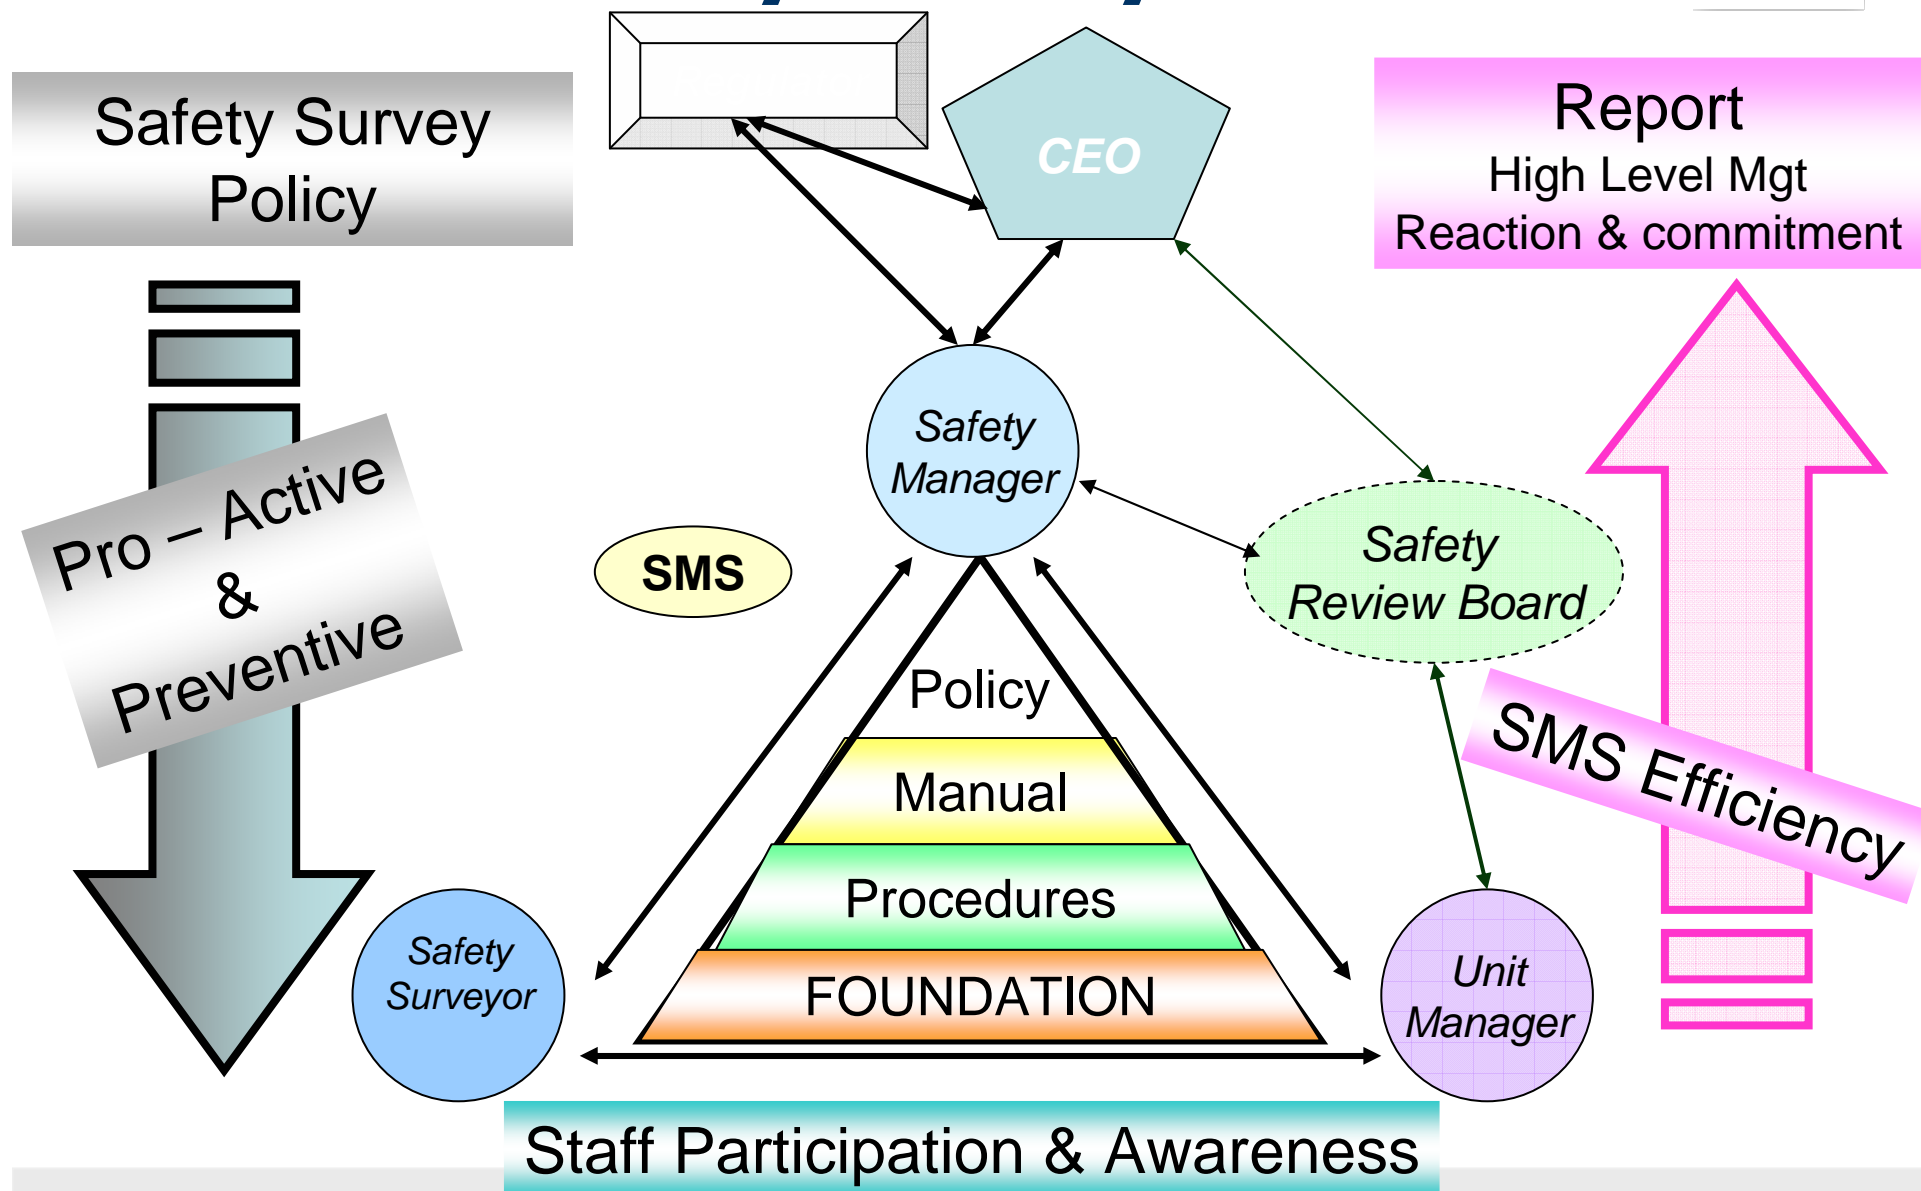 Safety Survey
Policy
CEO
Report
High Level Mgt
Reaction & commitment
Pro – Active
&
Preventive
Safety
Manager
SMS
Safety
Review Board
Policy
Manual
Procedures
FOUNDATION
SMS Efficiency
Safety
Surveyor
Unit
Manager
Staff Participation & Awareness